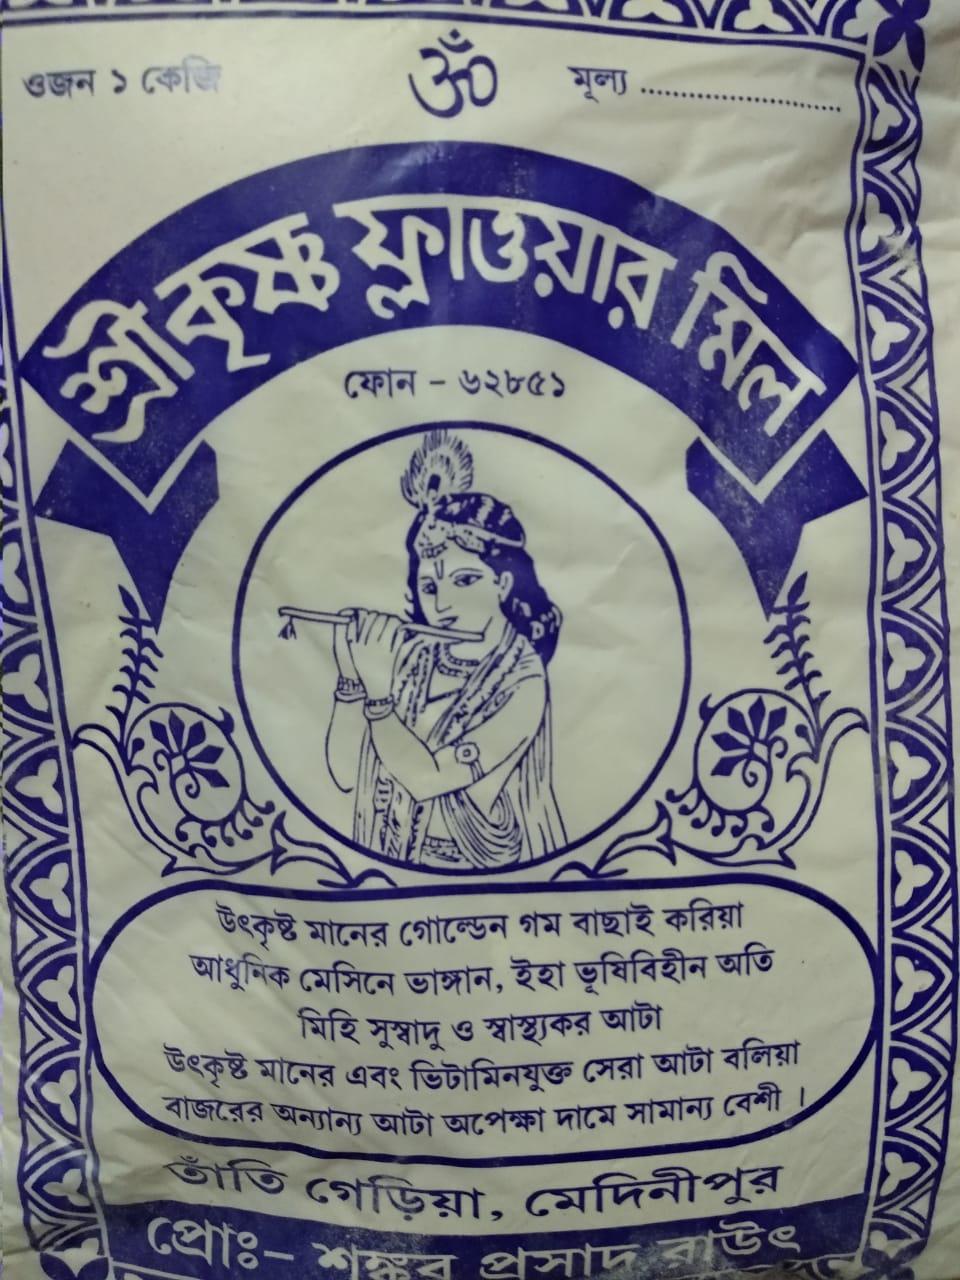 ওজন ১ কেজি
ॐ
মূল্য ........................
শ্রীকৃষ্ণ ফ্লাওয়ার মিল
ফোন – ৬২৮৫১
উৎকৃষ্ট মানের গোল্ডেন গম বাছাই করিয়া
আধুনিক মেসিনে ভাঙ্গান, ইহা ভূষিবিহীন অতি
মিহি সুস্বাদু ও স্বাস্থ্যকর আটা
উৎকৃষ্ট মানের এবং ভিটামিনযুক্ত সেরা আটা বলিয়া
বাজরের অন্যান্য আটা অপেক্ষা দামে সামান্য বেশী ।
তাঁতি গেড়িয়া, মেদিনীপুর
প্রোঃ– শঙ্কর প্রসাদ রাউৎ